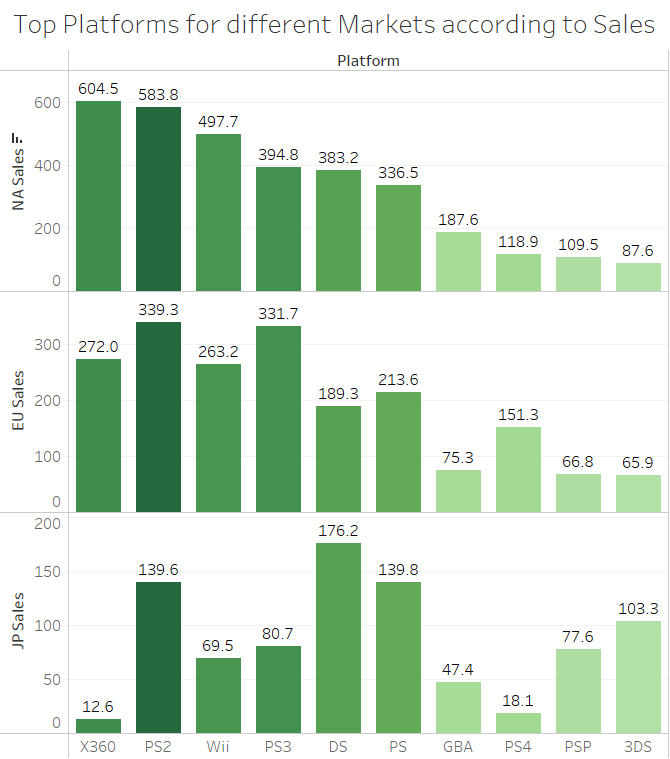 Top Platforms for different Markets according to Sales
Platform
NA Sales
600
400
200
0
604.5 583.8 497.7 394.8 383.2 336.5 187.6 118.9 109.5 87.6
EU Sales
300
200
100
0
272.0 339.3 263.2 331.7 189.3 213.6 75.3 151.3 66.8 65.9
JP Sales
200
150
100
50
0
12.6 139.6 69.5 80.7 176.2 139.8 47.4 18.1 77.6 103.3
X360 PS2 Wii PS3 DS PS GBA PS4 PSP 3DS